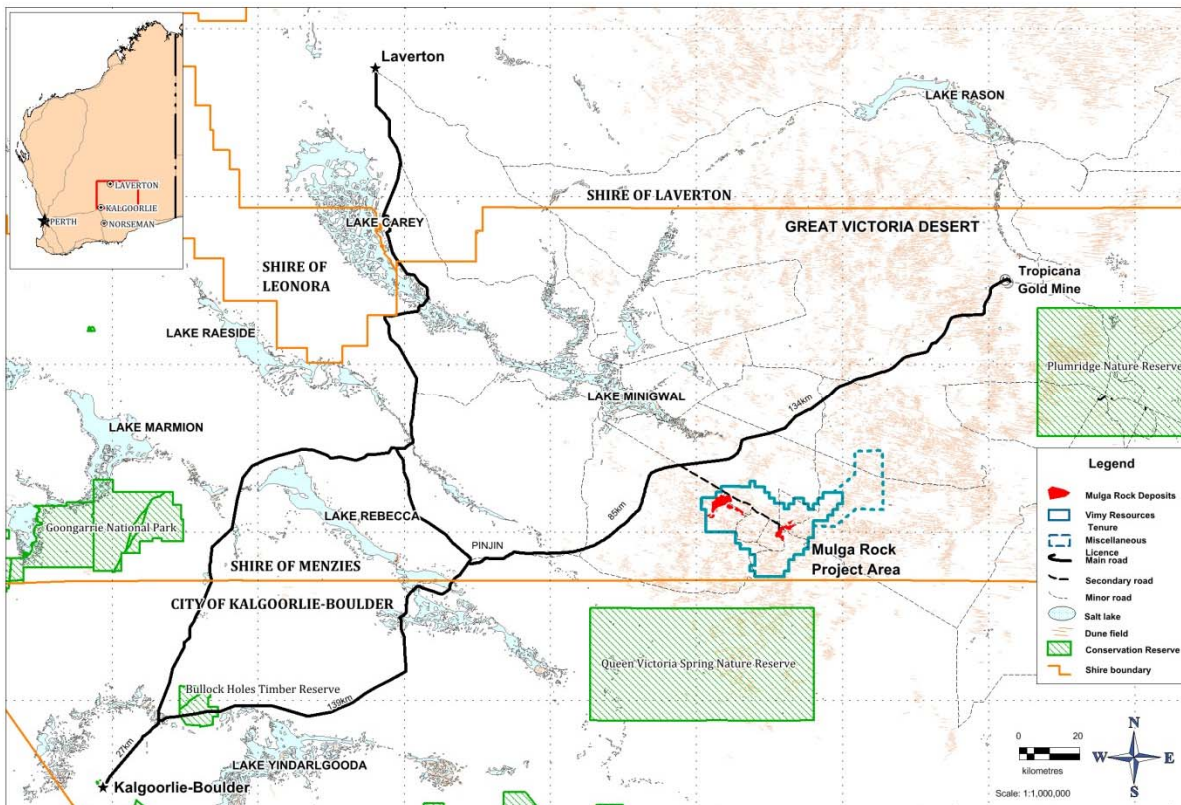 LAVERTON
KALGOORLIE
PERTH
NORSEMAN
Laverton
LAKE RASON
SHIRE OF LAVERTON
LAKE CAREY
GREAT VICTORIA DESERT
SHIRE OF
LEONORA
Tropicana
Gold Mine
LAKE RAESIDE
Plumridge Nature Reserve
LAKE MINIGWAL
134km
LAKE MARMION
85km
LAKE REBECCA
Goongarrie National Park
PINJIN
Mulga Rock
Project Area
SHIRE OF MENZIES
CITY OF KALGOORLIE-BOULDER
Queen Victoria Spring Nature Reserve
Bullock Holes Timber Reserve
139km
27km
LAKE YINDARLGOODA
Kalgoorlie-Boulder
Legend
Mulga Rock Deposits
Vimy Resources
Tenure
Miscellaneous
Licence
Main road
Secondary road
Minor road
Salt lake
Dune field
Conservation Reserve
Shire boundary
0 20
kilometres
Scale: 1:1,000,000
N
W E
S